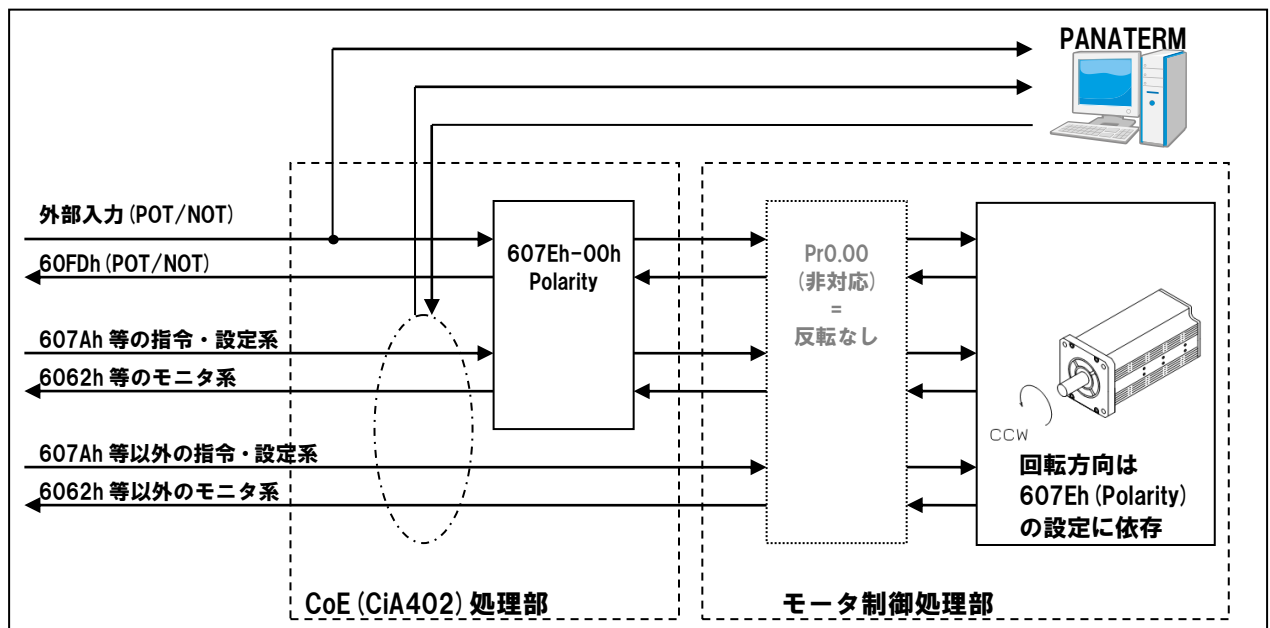 PANATERM
外部入力(POT/NOT)
60FDh(POT/NOT)
607Ah 等の指令・設定系
6062h 等のモニタ系
607Ah 等以外の指令・設定系
6062h 等以外のモニタ系
607Eh-00h
Polarity
Pr0.00
(非対応)
=
反転なし
CCW
回転方向は
607Eh(Polarity)
の設定に依存
CoE(CiA402)処理部
モータ制御処理部